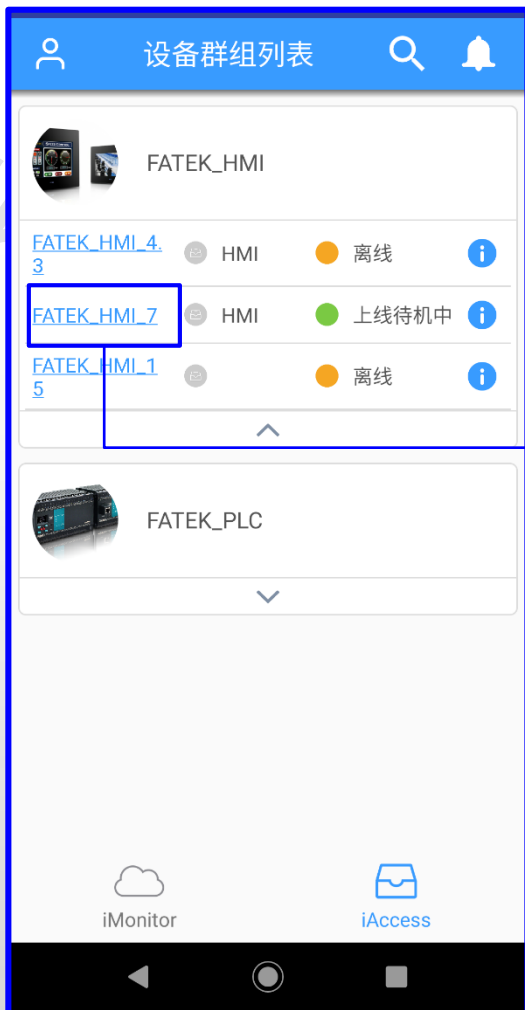 设备群组列表
FATEK_HMI
FATEK_HMI_4.
3
HMI
离线
FATEK_HMI_7
HMI
上线待机中
FATEK_HMI_1
5
离线
FATEK_PLC
iMonitor
iAccess